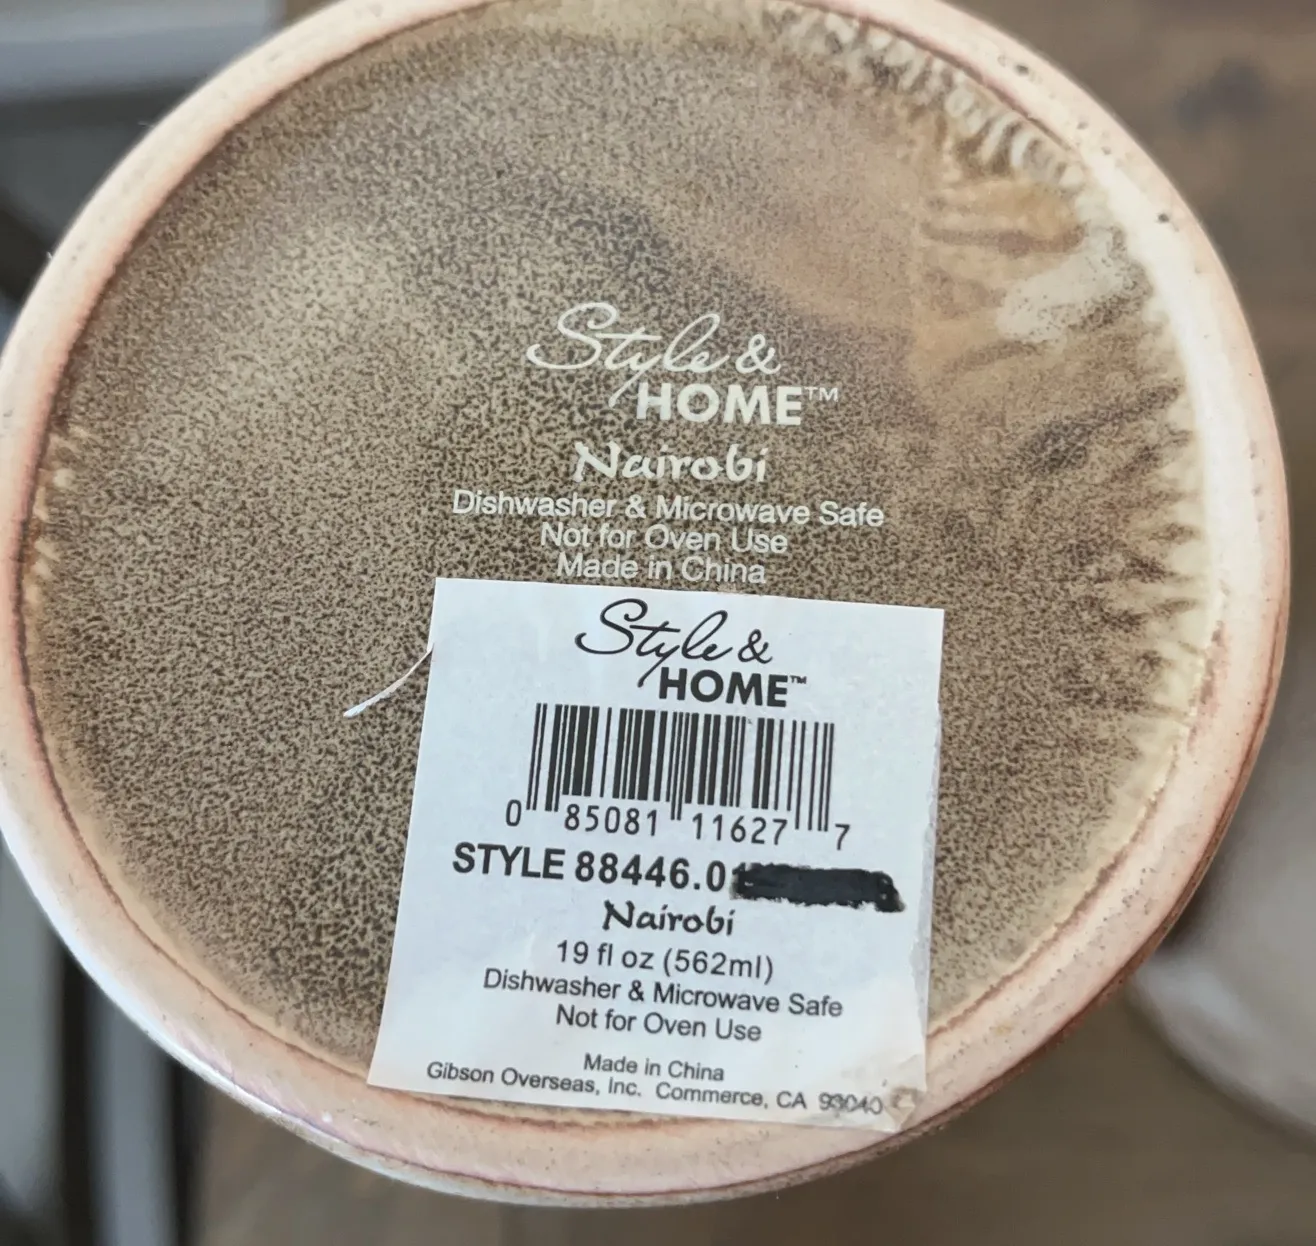 Style &
HOME™
Nairobi
Dishwasher & Microwave Safe
Not for Oven Use
Made in China
Style &
HOME™
0 85081 11627 7
STYLE 88446.0
Nairobi
19 fl oz (562ml)
Dishwasher & Microwave Safe
Not for Oven Use
Made in China
Gibson Overseas, Inc. Commerce, CA